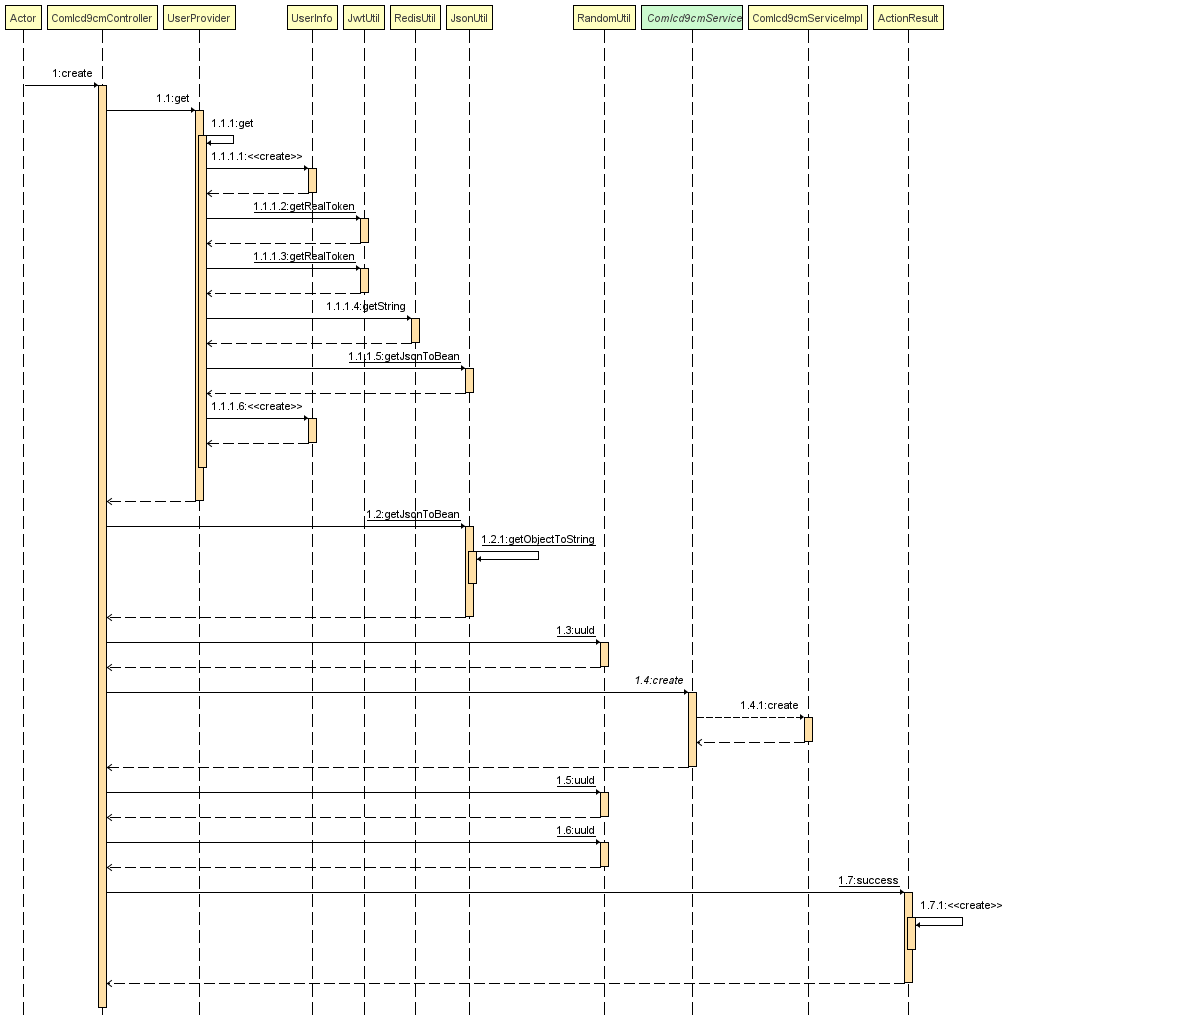 Actor
Comlcd9cmController
UserProvider
UserInfo
JwtUtil
RedisUtil
JsonUtil
RandomUtil
Comlcd9cmService
Comlcd9cmServiceImpl
ActionResult
1:create
1.1:get
1.1.1:get
1.1.1.1:<<create>>
1.1.1.2:getRealToken
1.1.1.3:getRealToken
1.1.1.4:getString
1.1.1.5:getJsonToBean
1.1.1.6:<<create>>
1.2:getJsonToBean
1.2.1:getObjectToString
1.3:uuId
1.4:create
1.4.1:create
1.5:uuId
1.6:uuId
1.7:success
1.7.1:<<create>>